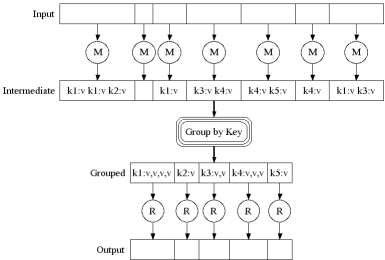 Input
M M M M M M M
Intermediate k1:v k1:v k2:v k1:v k3:v k4:v k4:v k5:v k4:v k1:v k3:v
Group by Key
Grouped k1:v,v,v,v k2:v k3:v,v k4:v,v,v k5:v
R R R R R
Output